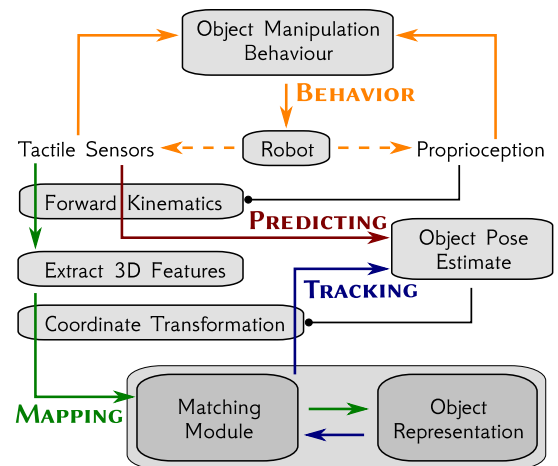 Object Manipulation
Behaviour
BEHAVIOR
Tactile Sensors
Robot
Proprioception
Forward Kinematics
PREDICTING
Object Pose
Estimate
Extract 3D Features
TRACKING
Coordinate Transformation
MAPPING
Matching
Module
Object
Representation